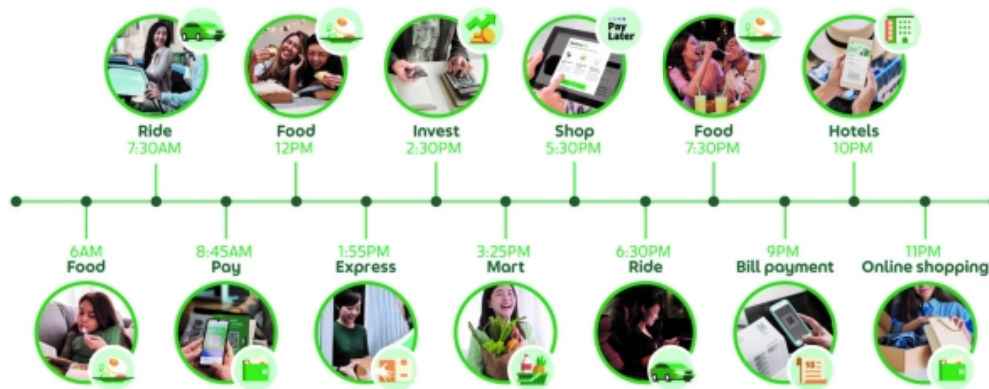 Pay
Later
Ride
7:30AM
Food
12PM
Invest
2:30PM
Shop
5:30PM
Food
7:30PM
Hotels
10PM
6AM
Food
8:45AM
Pay
1:55PM
Express
3:25PM
Mart
6:30PM
Ride
9PM
Bill payment
11PM
Online shopping